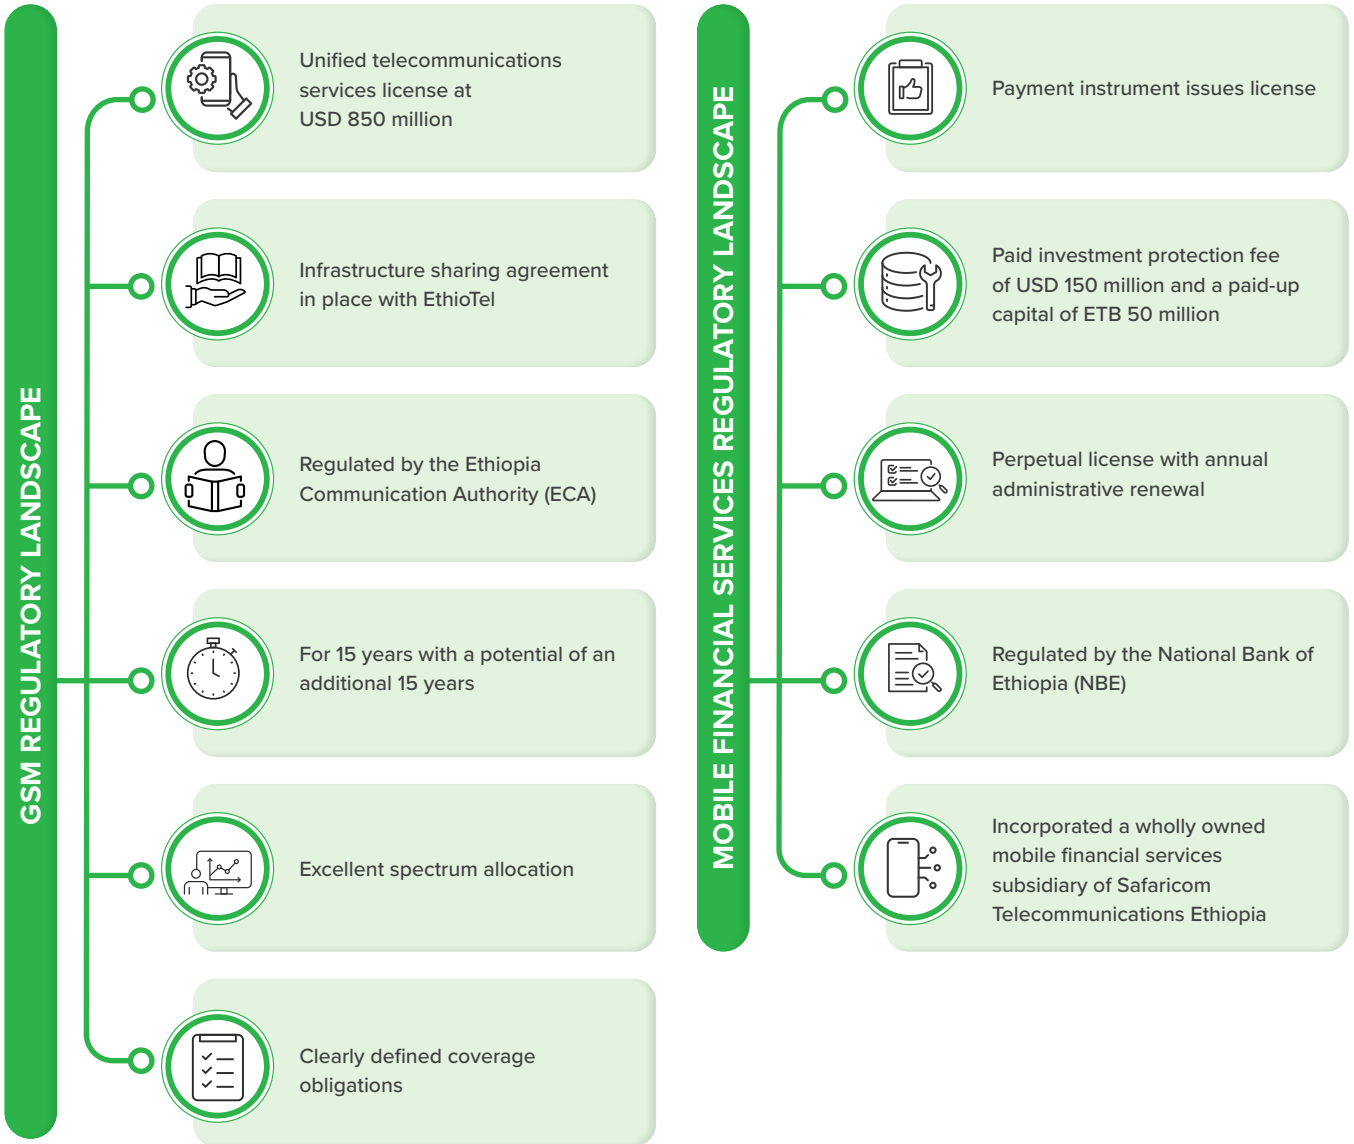 GSM REGULATORY LANDSCAPE
Unified telecommunications
services license at
USD 850 million
Infrastructure sharing agreement
in place with EthioTel
Regulated by the Ethiopia
Communication Authority (ECA)
For 15 years with a potential of an
additional 15 years
Excellent spectrum allocation
Clearly defined coverage
obligations
MOBILE FINANCIAL SERVICES REGULATORY LANDSCAPE
Payment instrument issues license
Paid investment protection fee
of USD 150 million and a paid-up
capital of ETB 50 million
Perpetual license with annual
administrative renewal
Regulated by the National Bank of
Ethiopia (NBE)
Incorporated a wholly owned
mobile financial services
subsidiary of Safaricom
Telecommunications Ethiopia